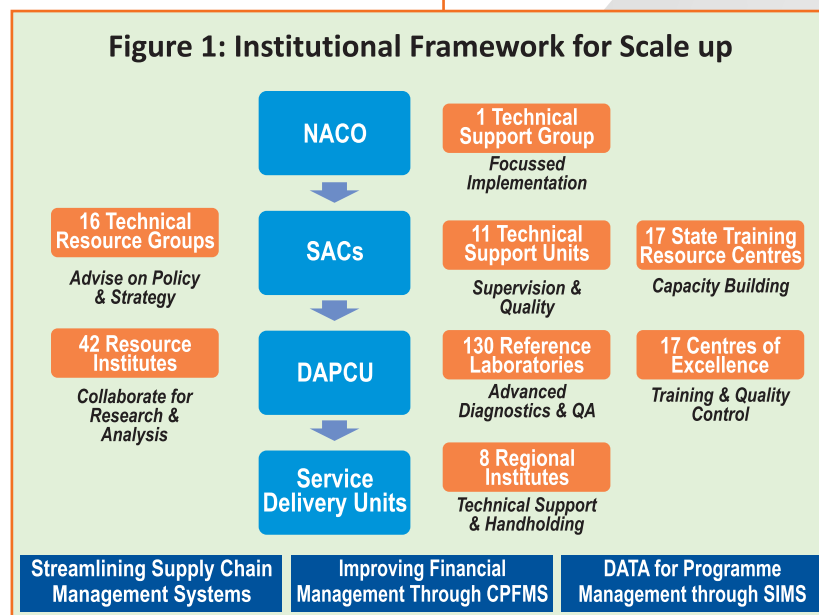 Figure 1: Institutional Framework for Scale up
NACO
1 Technical
Support Group
Focussed
Implementation
16 Technical
Resource Groups
Advise on Policy
& Strategy
SACs
11 Technical
Support Units
Supervision &
Quality
17 State Training
Resource Centres
Capacity Building
42 Resource
Institutes
Collaborate for
Research &
Analysis
DAPCU
130 Reference
Laboratories
Advanced
Diagnostics & QA
17 Centres of
Excellence
Training & Quality
Control
Service
Delivery Units
8 Regional
Institutes
Technical Support
& Handholding
Streamlining Supply Chain
Management Systems
Improving Financial
Management Through CPFMS
DATA for Programme
Management through SIMS